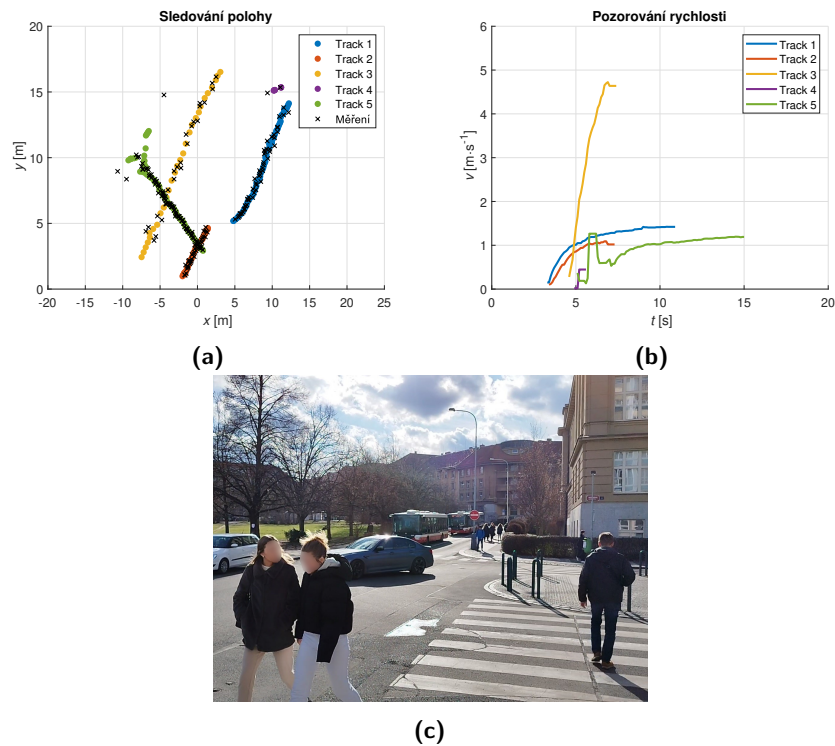 Sledování polohy
20
15
10
5
0
y [m]
-20 -15 -10 -5 0 5 10 15 20 25
x [m]
Track 1
Track 2
Track 3
Track 4
Track 5
Měření
(a)
Pozorování rychlosti
6
5
4
3
2
1
0
v [m·s⁻¹]
0 5 10 15 20
t [s]
Track 1
Track 2
Track 3
Track 4
Track 5
(b)
(c)